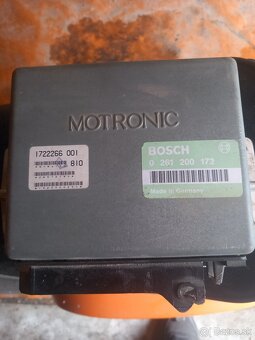 MOTRONIC
1722266 001
810
BOSCH
0 261 200 173
Made in Germany